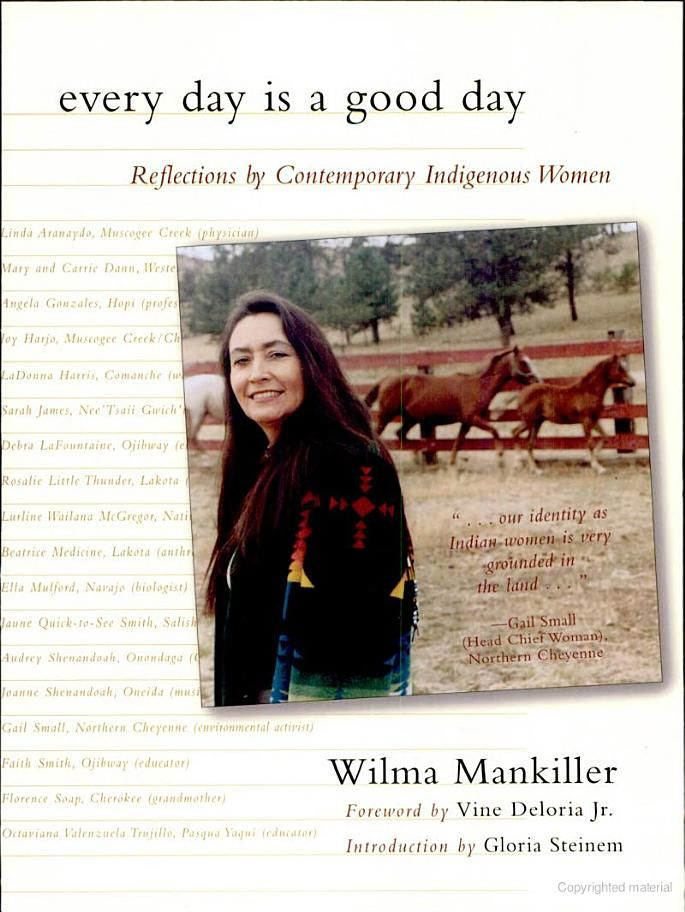 every day is a good day
Reflections by Contemporary Indigenous Women
Linda Aranaydo, Muscogee Creek (physician)
Mary and Carrie Dann, Weste
Angela Gonzales, Hopi (profes
Joy Harjo, Muscogee Creek/Ch
LaDonna Harris, Comanche (w
Sarah James, Nee'Tsaii Gwich'
Debra LaFountaine, Ojibway (e
Rosalie Little Thunder, Lakota (
Lurline Wailana McGregor, Nati
Beatrice Medicine, Lakota (anthr
Ella Mulford, Navajo (biologist)
Jaune Quick-to-See Smith, Salish
Audrey Shenandoah, Onondaga (
Joanne Shenandoah, Oneida (musi
Gail Small, Northern Cheyenne (environmental activist)
Faith Smith, Ojibway (educator)
Florence Soap, Cherokee (grandmother)
Octaviana Valenzuela Trujillo, Pasqua Yaqui (educator)
“ . . . our identity as
Indian women is very
grounded in
the land . . . ”
—Gail Small
(Head Chief Woman),
Northern Cheyenne
Wilma Mankiller
Foreword by Vine Deloria Jr.
Introduction by Gloria Steinem
Copyrighted material